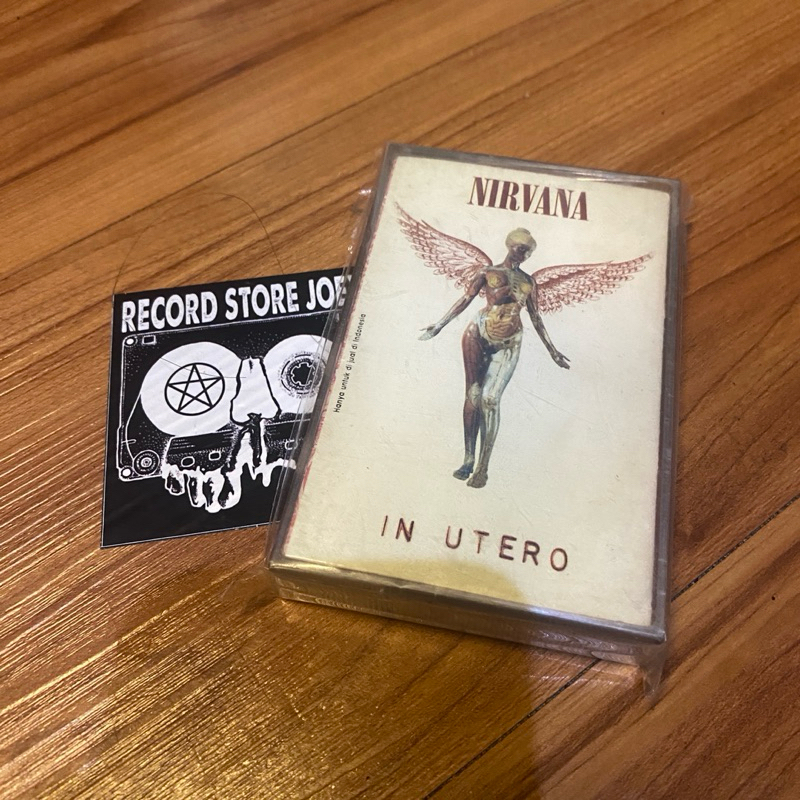 NIRVANA
Hanya untuk di jual di Indonesia
IN UTERO
RECORD STORE JOE